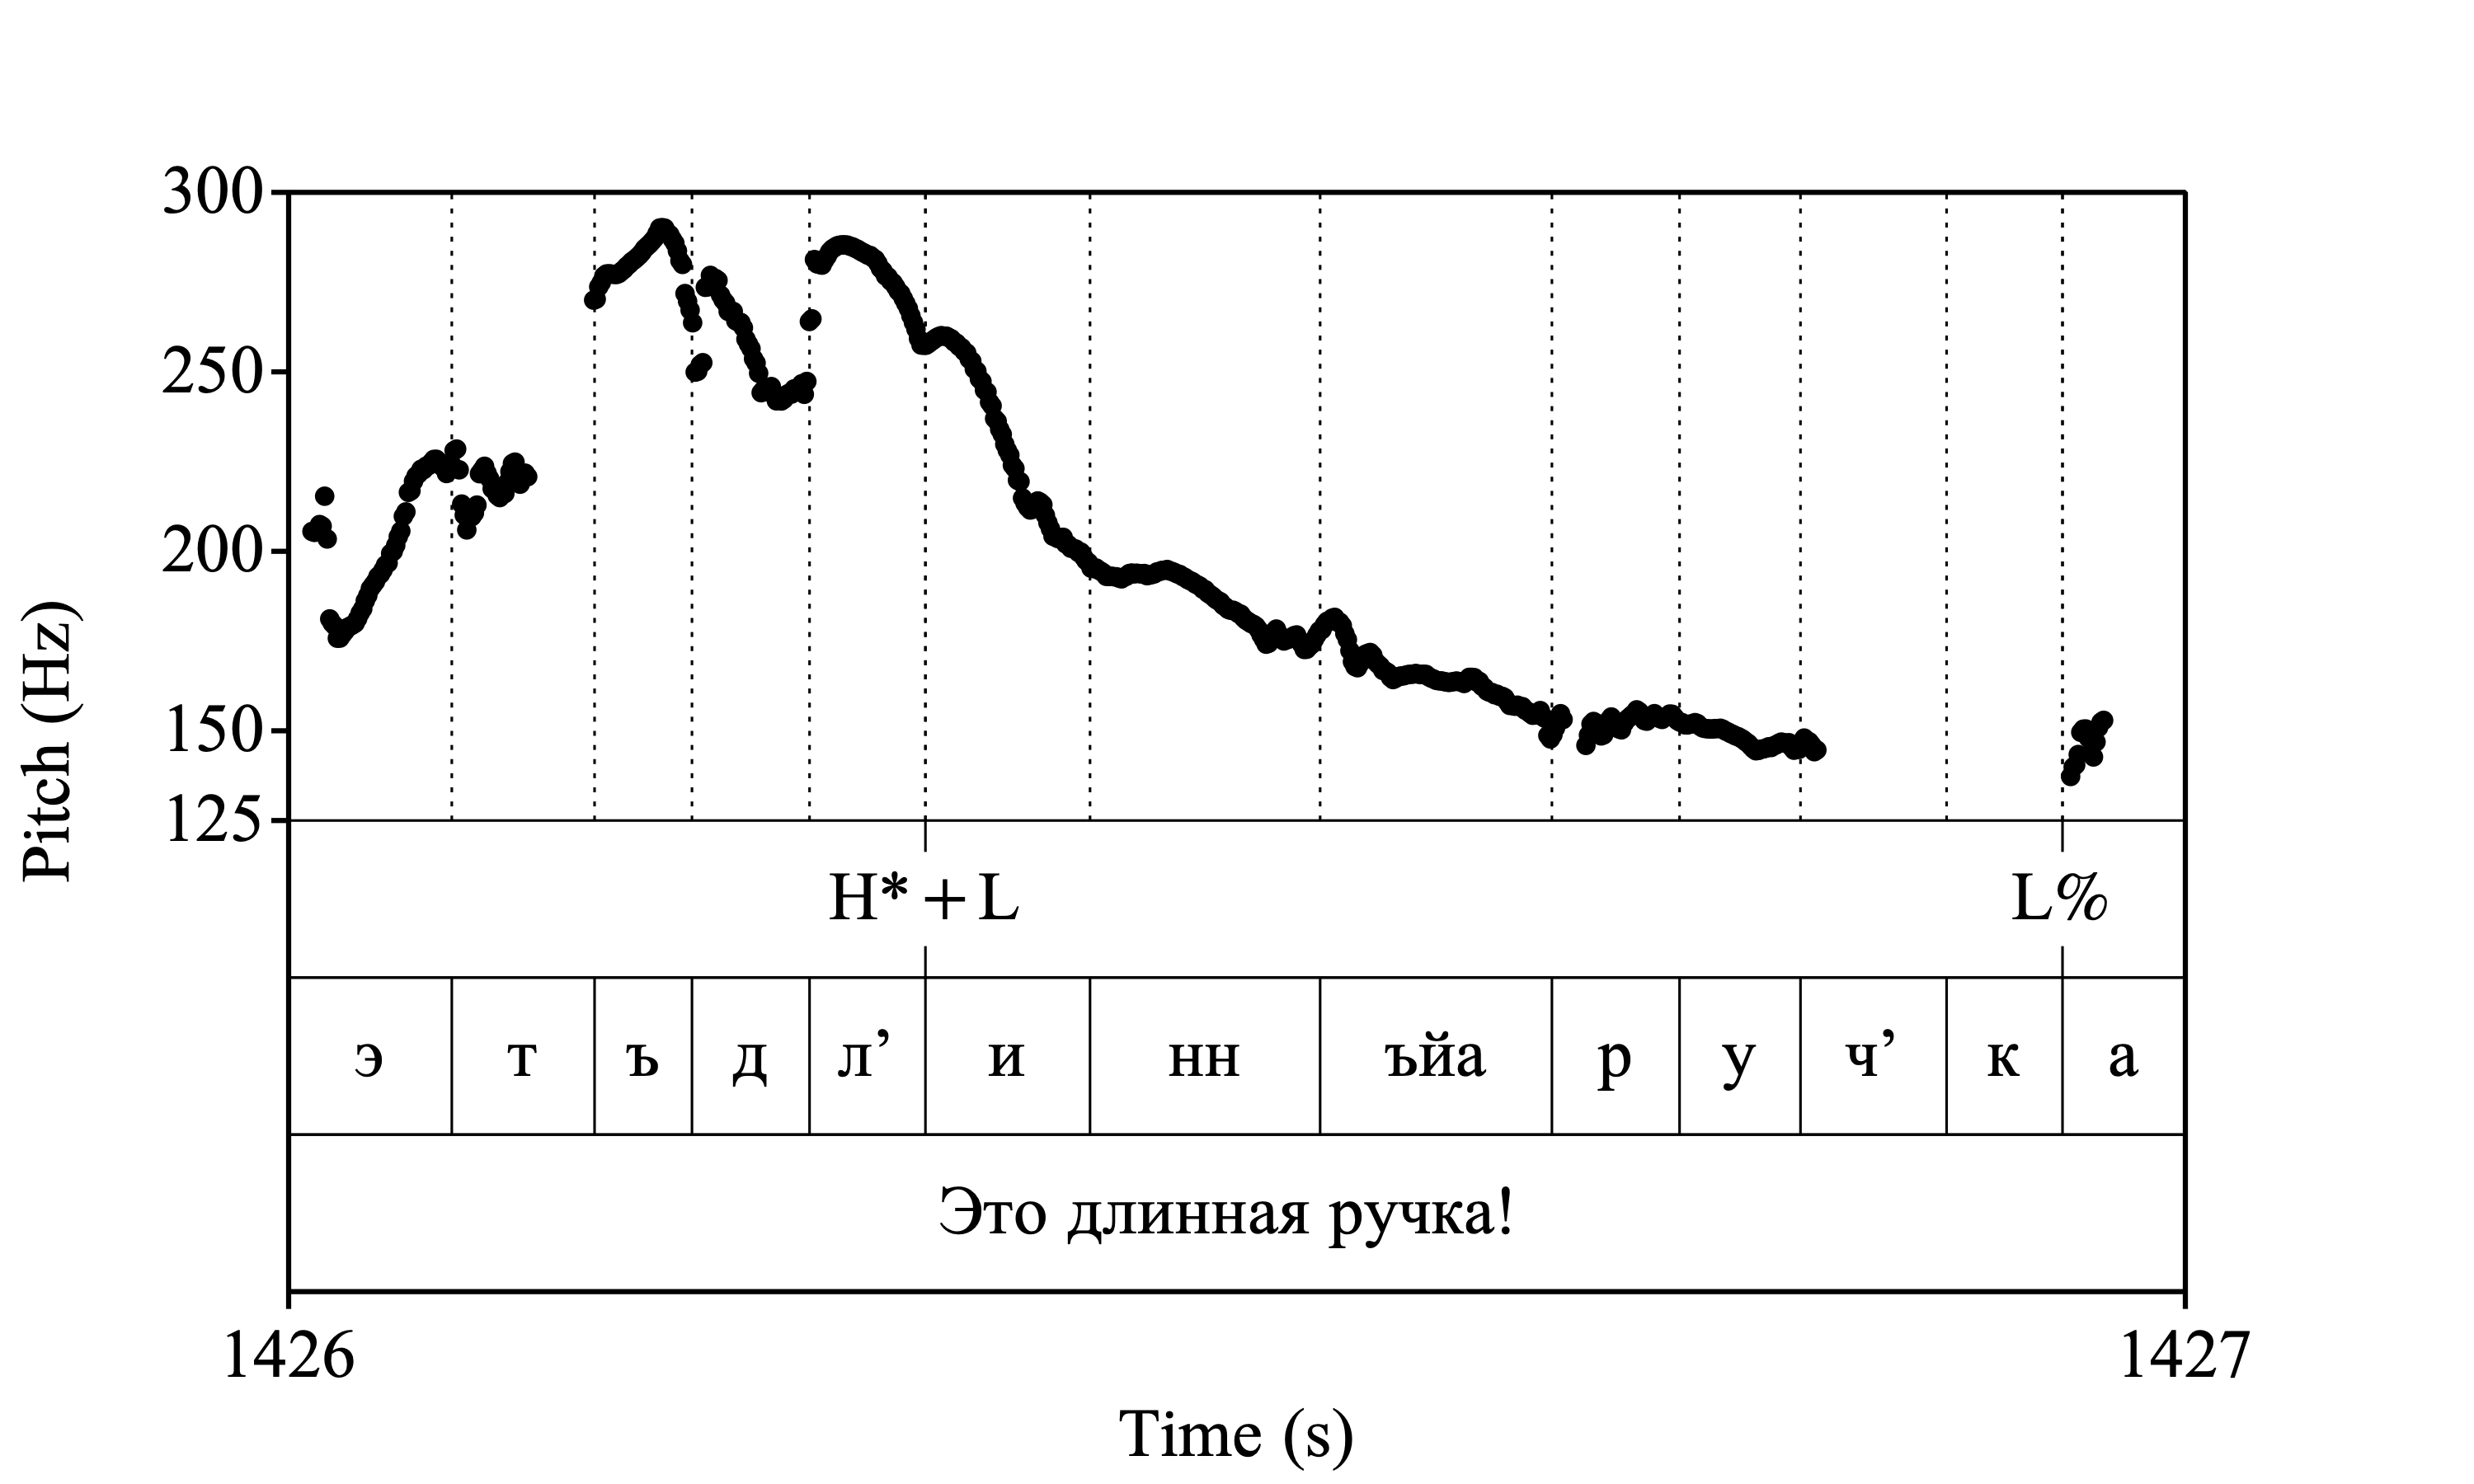 300
250
200
150
125
Pitch (Hz)
H* + L L%
э т ъ д л’ и нн ъйа р у ч’ к а
Это длинная ручка!
1426 1427
Time (s)